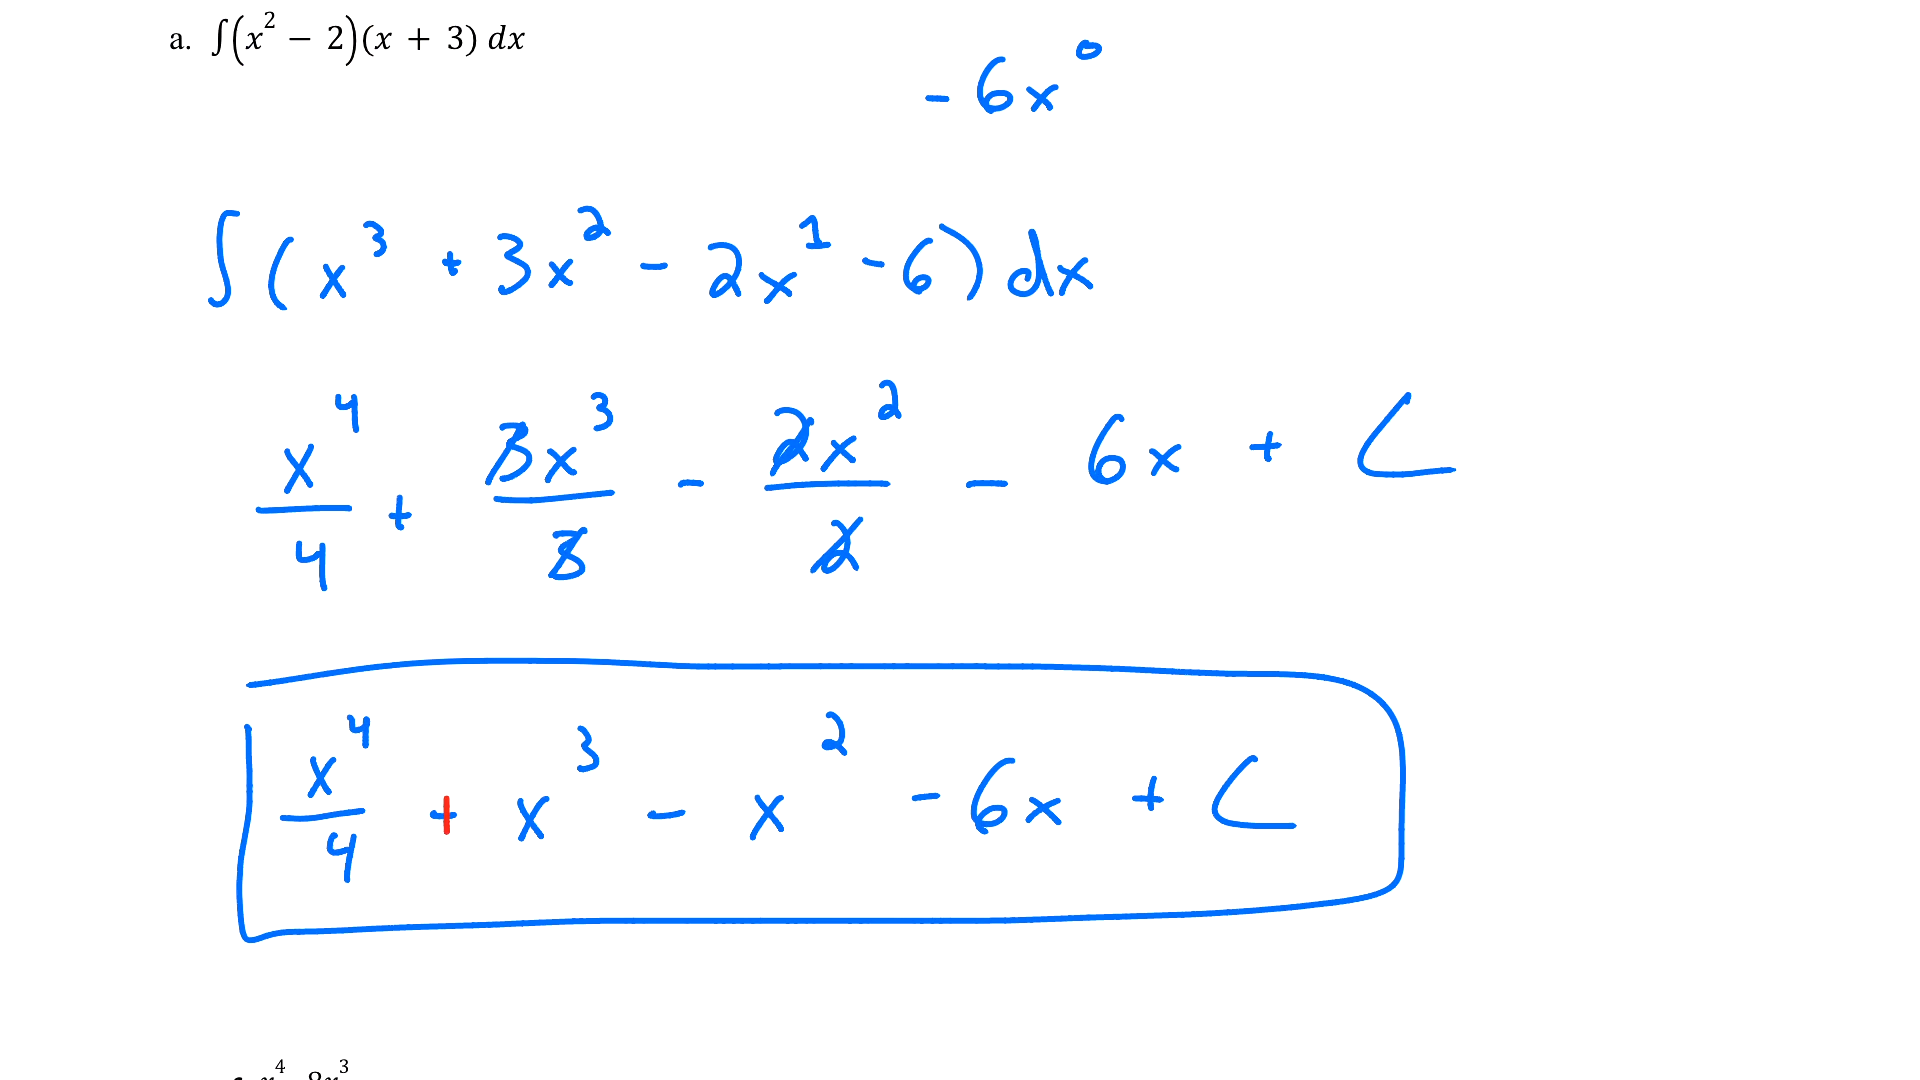 a. ∫(x² − 2)(x + 3) dx
- 6x⁰
∫(x³ + 3x² - 2x¹ - 6)dx
x⁴/4 + 3x³/3 - 2x²/2 - 6x + C
x⁴/4 + x³ - x² - 6x + C